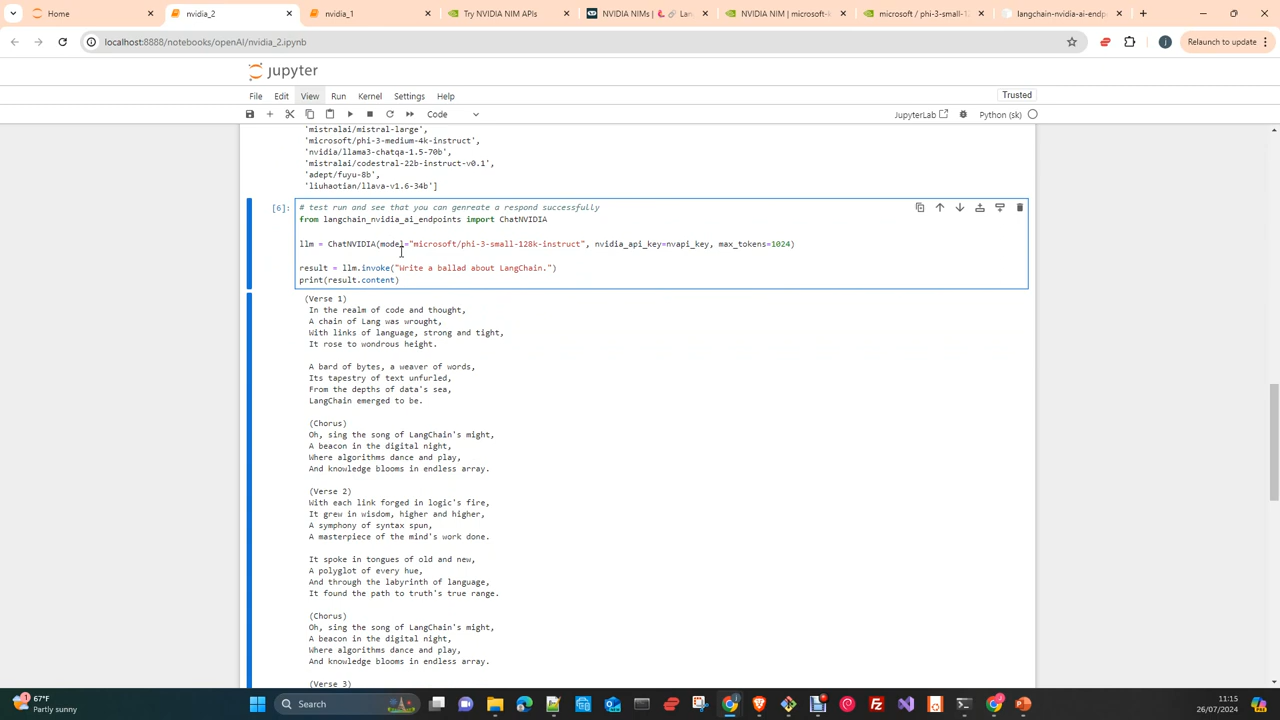 Home
nvidia_2
nvidia_1
Try NVIDIA NIM APIs
NVIDIA NIMs | 🦜️🔗 Lan
NVIDIA NIM | microsoft-
microsoft / phi-3-small-12
langchain-nvidia-ai-endp
localhost:8888/notebooks/openAI/nvidia_2.ipynb
Relaunch to update
jupyter
File Edit View Run Kernel Settings Help
Trusted
Code
JupyterLab
Python (sk)
'mistralai/mistral-large',
'microsoft/phi-3-medium-4k-instruct',
'nvidia/llama3-chatqa-1.5-70b',
'mistralai/codestral-22b-instruct-v0.1',
'adept/fuyu-8b',
'liuhaotian/llava-v1.6-34b']
[6]:
# test run and see that you can genreate a respond successfully
from langchain_nvidia_ai_endpoints import ChatNVIDIA
llm = ChatNVIDIA(model="microsoft/phi-3-small-128k-instruct", nvidia_api_key=nvapi_key, max_tokens=1024)
result = llm.invoke("Write a ballad about LangChain.")
print(result.content)
(Verse 1)
In the realm of code and thought,
A chain of Lang was wrought,
With links of language, strong and tight,
It rose to wondrous height.
A bard of bytes, a weaver of words,
Its tapestry of text unfurled,
From the depths of data's sea,
LangChain emerged to be.
(Chorus)
Oh, sing the song of LangChain's might,
A beacon in the digital night,
Where algorithms dance and play,
And knowledge blooms in endless array.
(Verse 2)
With each link forged in logic's fire,
It grew in wisdom, higher and higher,
A symphony of syntax spun,
A masterpiece of the mind's work done.
It spoke in tongues of old and new,
A polyglot of every hue,
And through the labyrinth of language,
It found the path to truth's true range.
(Chorus)
Oh, sing the song of LangChain's might,
A beacon in the digital night,
Where algorithms dance and play,
And knowledge blooms in endless array.
(Verse 3)
67°F
Partly sunny
Search
11:15
26/07/2024